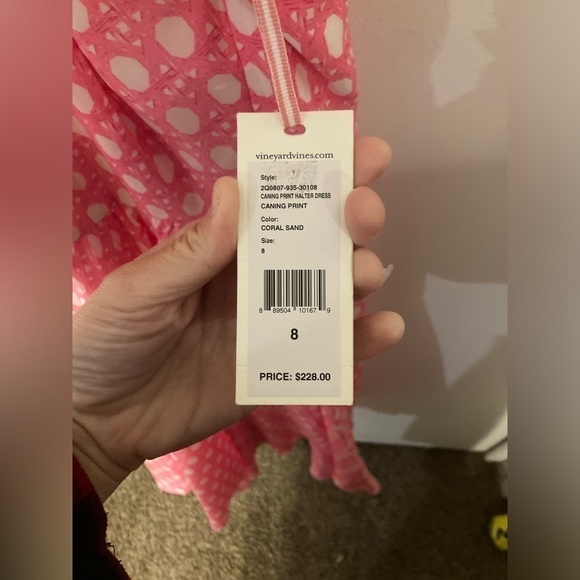 vineyardvines.com
Style:
2Q0807-935-30108
CANING PRINT HALTER DRESS
CANING PRINT
Color:
CORAL SAND
Size:
8
8 89504 10167 9
8
PRICE: $228.00